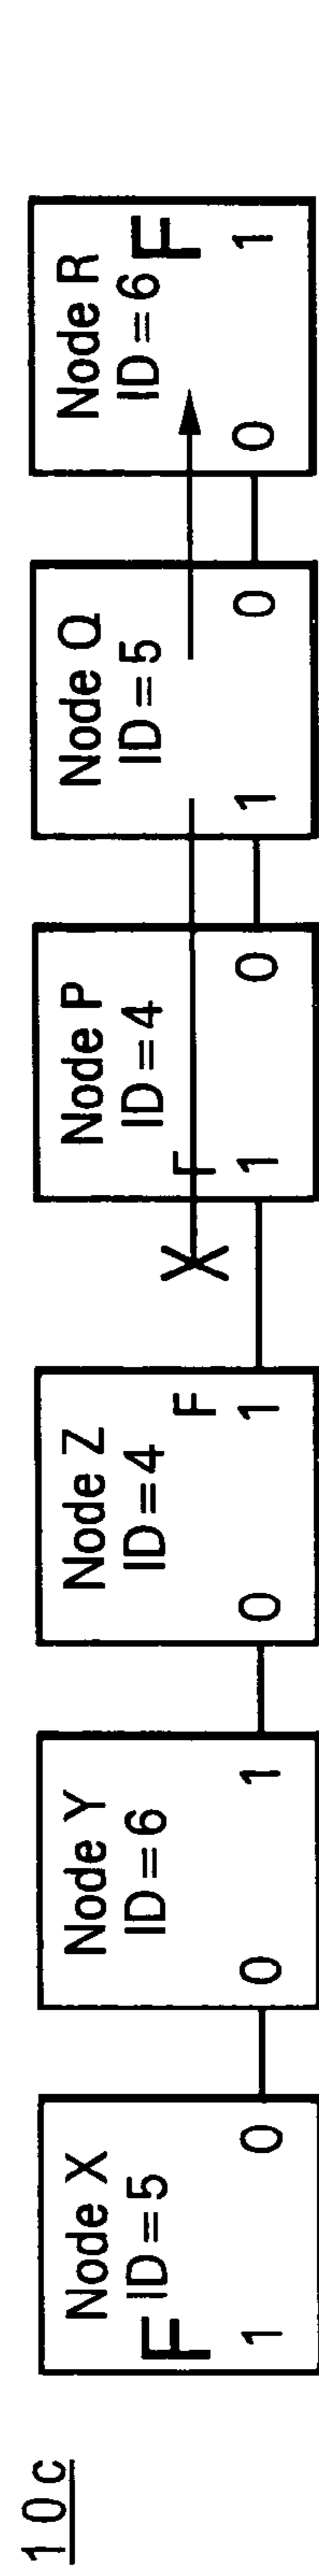 10c
Node X
ID=5
F
1 0
Node Y
ID=6
0 1
Node Z
ID=4
F
0 1
X
Node P
ID=4
F
1 0
Node Q
ID=5
1 0
Node R
ID=6
F
0 1